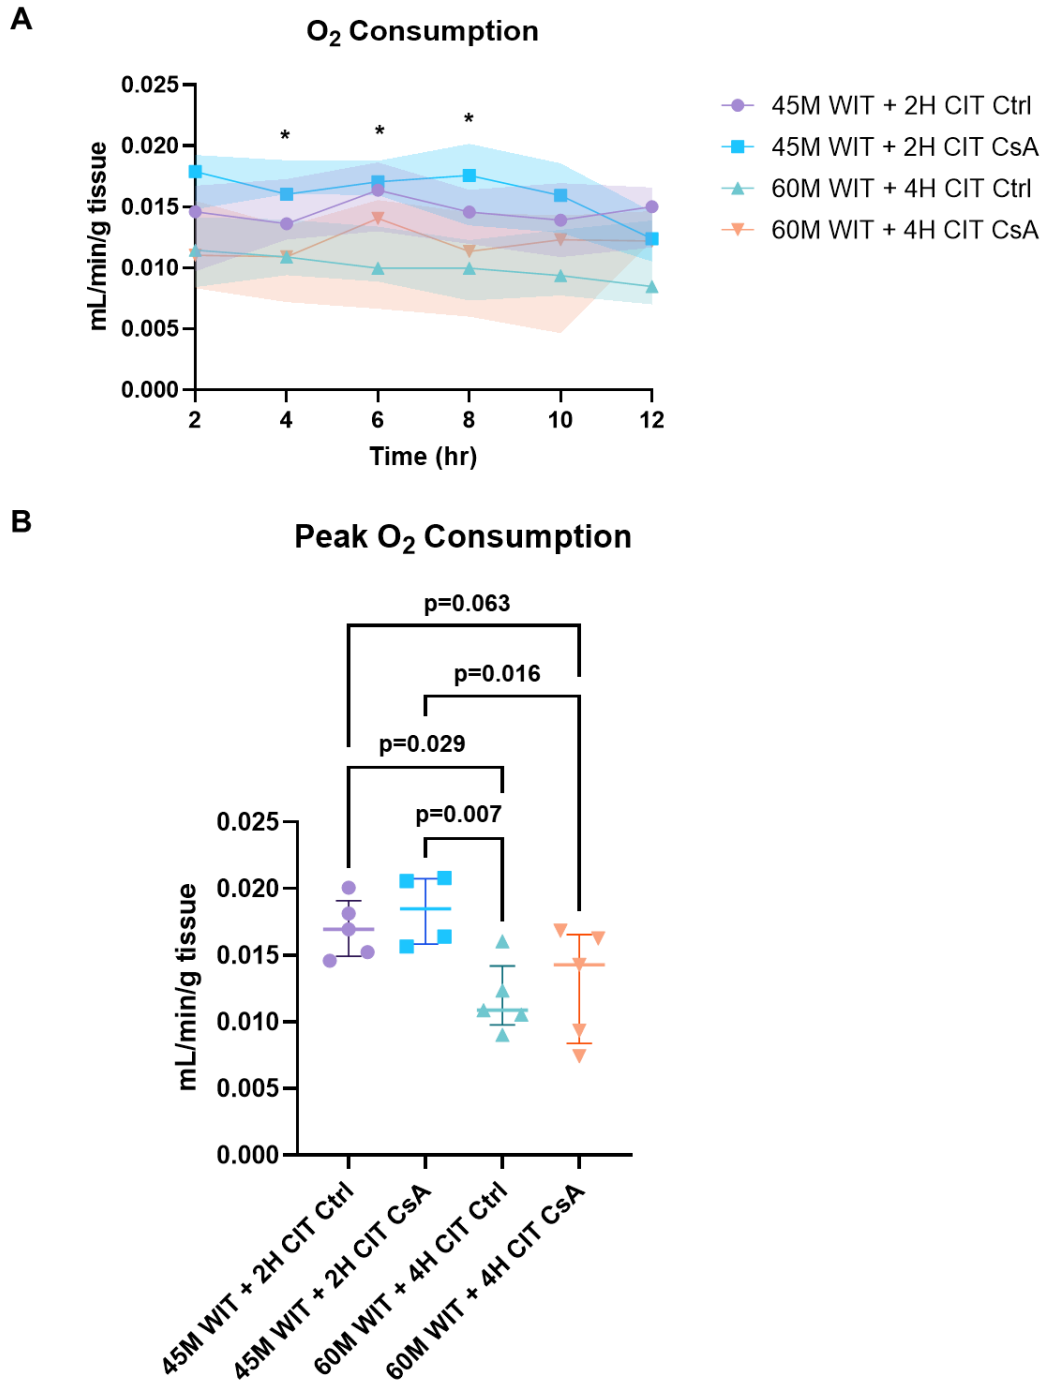 A
O2 Consumption
0.025
0.020
0.015
0.010
0.005
0.000
mL/min/g tissue
* * *
2 4 6 8 10 12
Time (hr)
45M WIT + 2H CIT Ctrl
45M WIT + 2H CIT CsA
60M WIT + 4H CIT Ctrl
60M WIT + 4H CIT CsA
B
Peak O2 Consumption
p=0.063
p=0.016
p=0.029
p=0.007
0.025
0.020
0.015
0.010
0.005
0.000
mL/min/g tissue
45M WIT + 2H CIT Ctrl
45M WIT + 2H CIT CsA
60M WIT + 4H CIT Ctrl
60M WIT + 4H CIT CsA